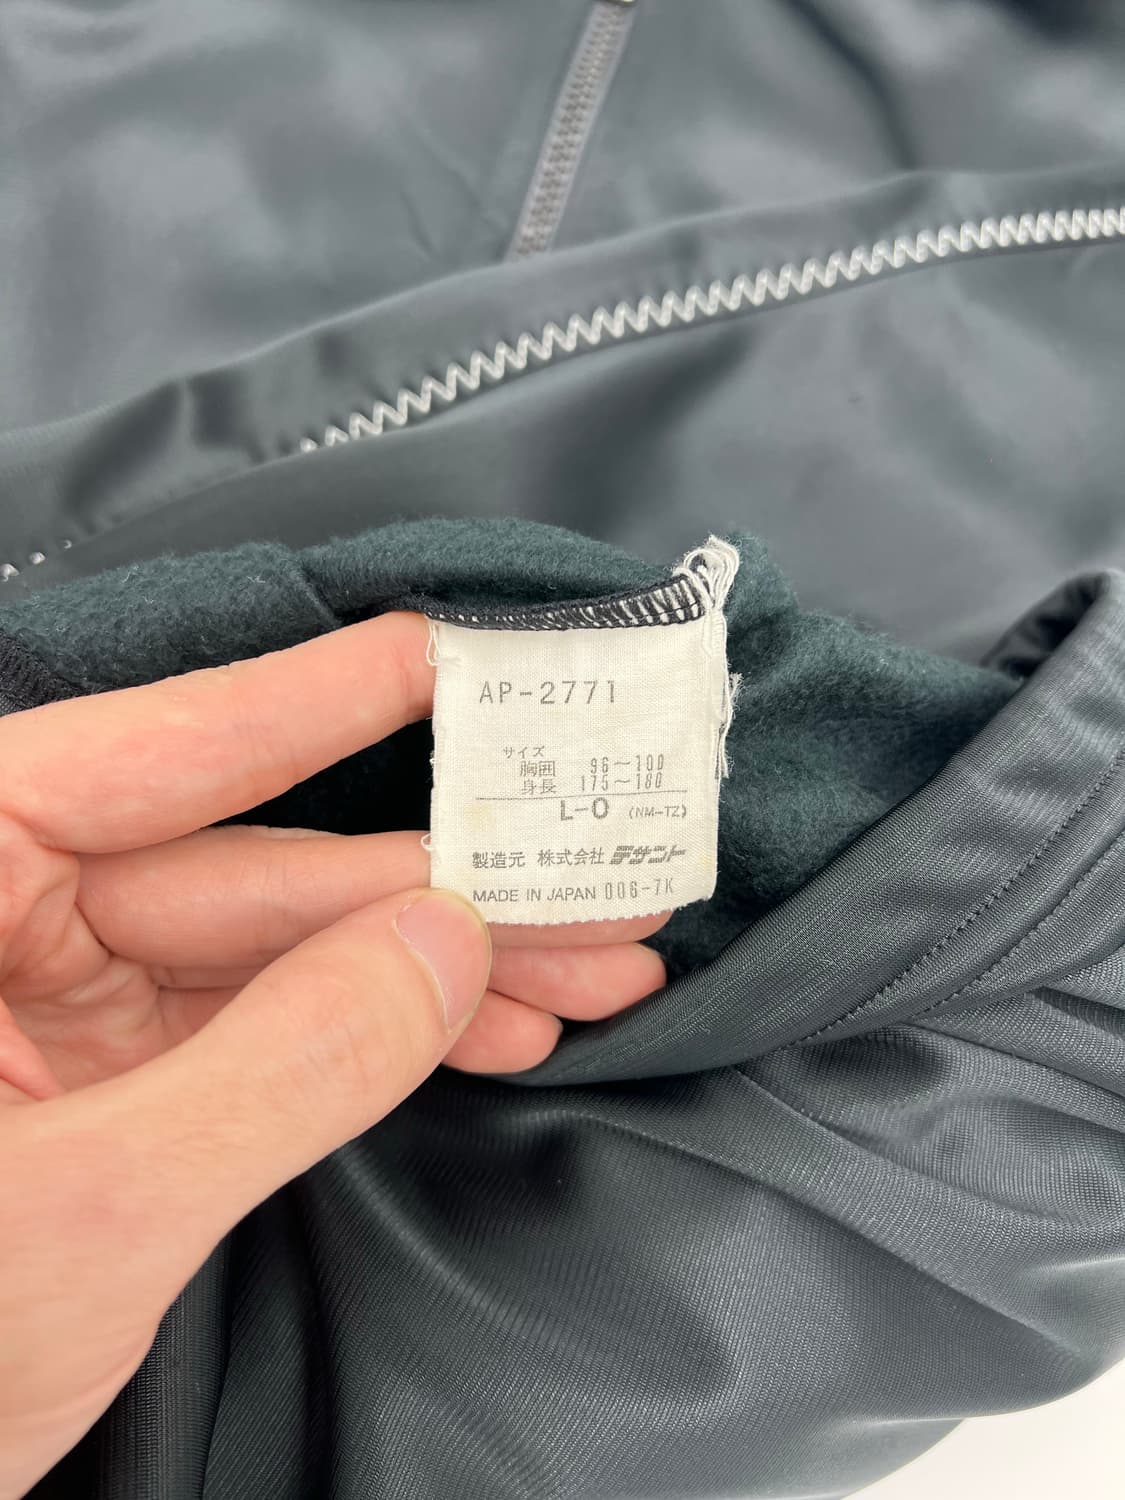 AP-2771
サイズ
胸囲 96～100
身長 175～180
L-O (NM-TZ)
製造元 株式会社 デサント
MADE IN JAPAN 006-7K